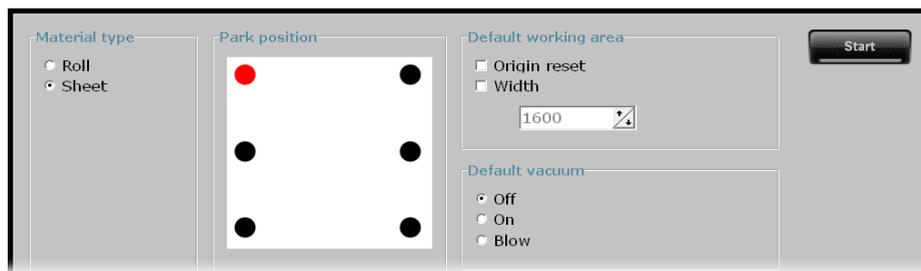 Material type
Roll
Sheet
Park position
Default working area
Origin reset
Width
1600
Default vacuum
Off
On
Blow
Start